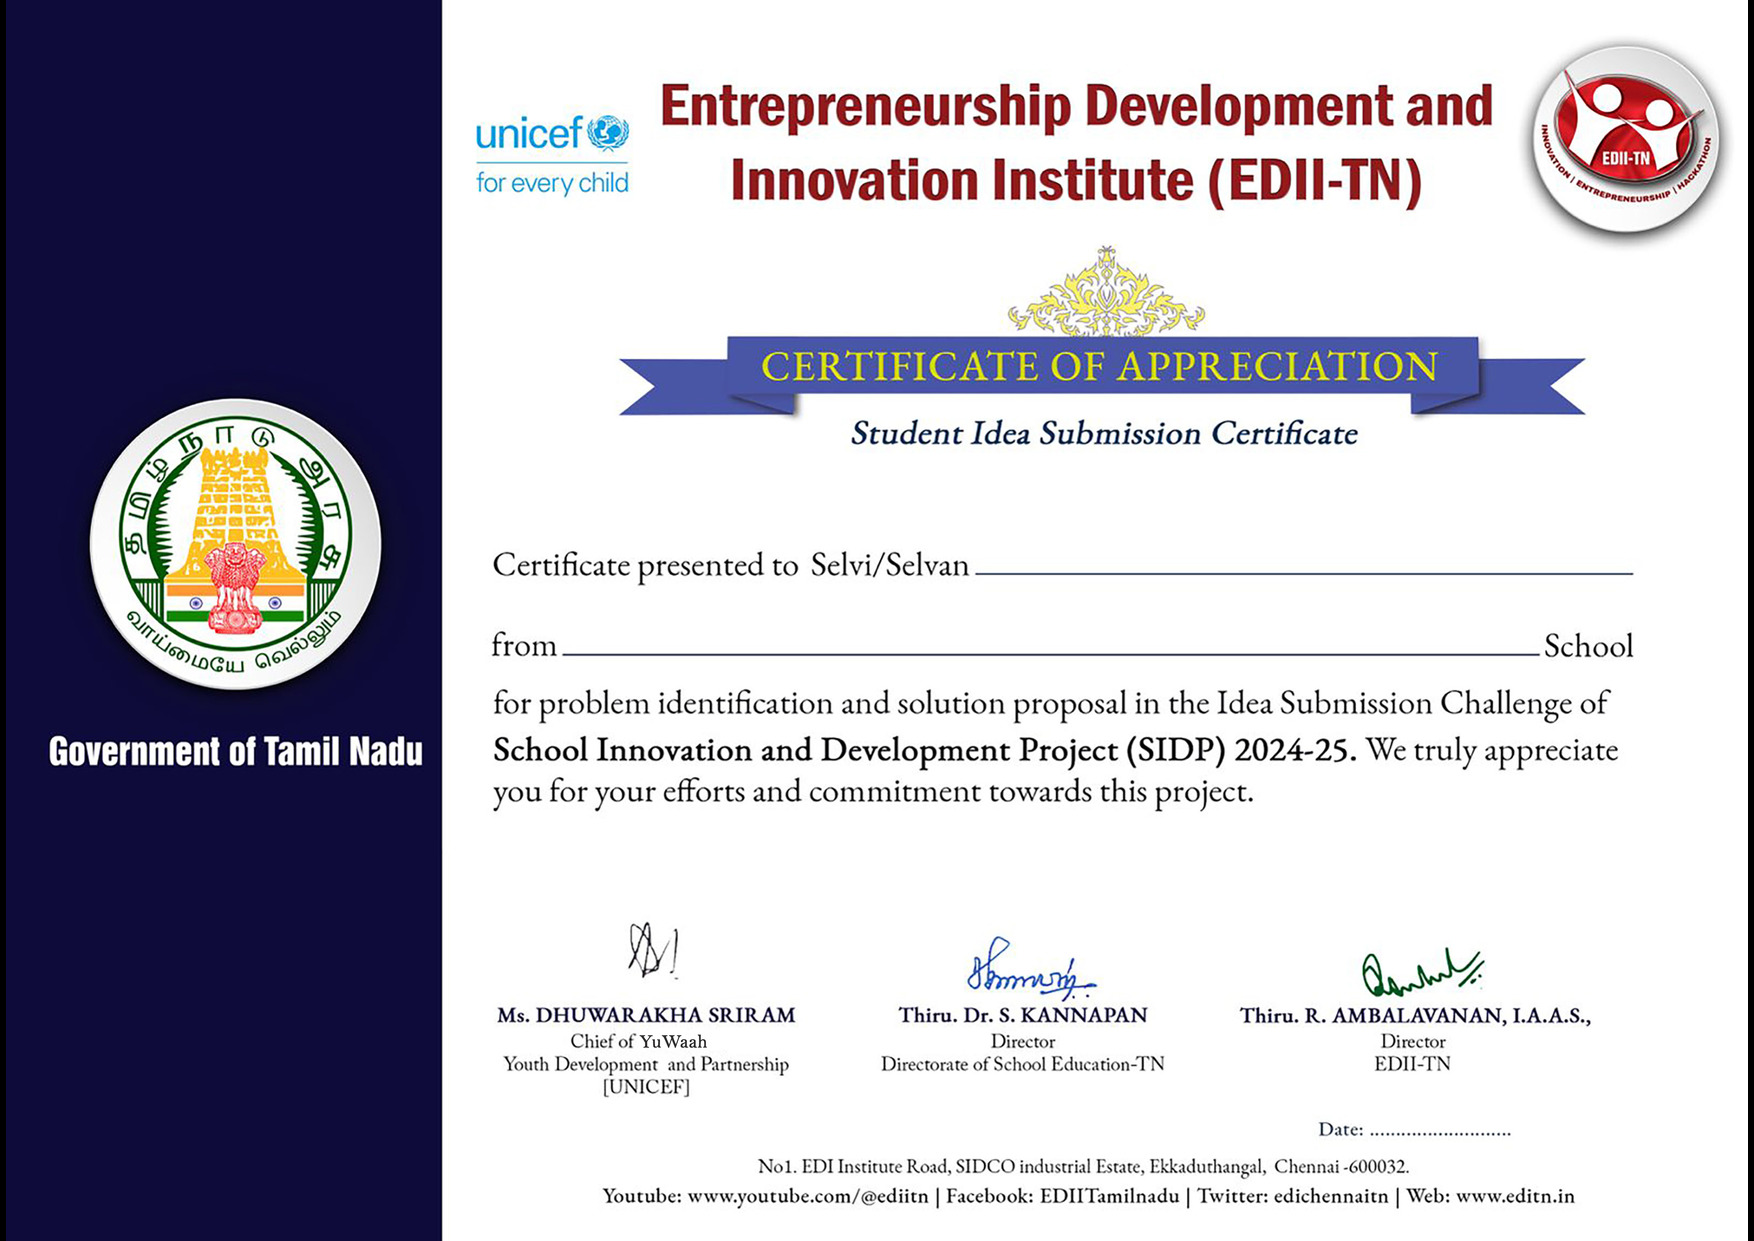 unicef
for every child
Entrepreneurship Development and
Innovation Institute (EDII-TN)
EDII-TN
INNOVATION | ENTREPRENEURSHIP | HACKATHON
CERTIFICATE OF APPRECIATION
Student Idea Submission Certificate
தமிழ்நாடு அரசு
வாய்மையே வெல்லும்
Government of Tamil Nadu
Certificate presented to Selvi/Selvan
from School
for problem identification and solution proposal in the Idea Submission Challenge of
School Innovation and Development Project (SIDP) 2024-25. We truly appreciate
you for your efforts and commitment towards this project.
Ms. DHUWARAKHA SRIRAM
Chief of YuWaah
Youth Development and Partnership
[UNICEF]
Thiru. Dr. S. KANNAPAN
Director
Directorate of School Education-TN
Thiru. R. AMBALAVANAN, I.A.A.S.,
Director
EDII-TN
Date: ...........................
No1. EDI Institute Road, SIDCO industrial Estate, Ekkaduthangal, Chennai -600032.
Youtube: www.youtube.com/@ediitn | Facebook: EDIITamilnadu | Twitter: edichennaitn | Web: www.editn.in